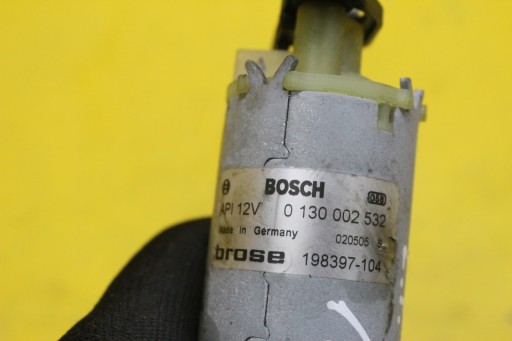 BOSCH
API 12V 0 130 002 532
Made in Germany 020505
brose 198397-104